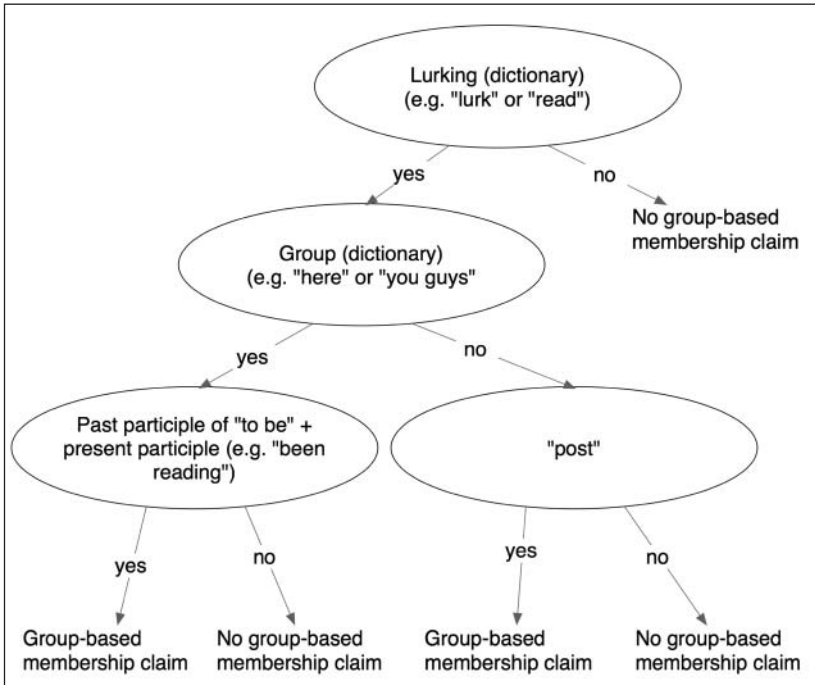 Lurking (dictionary)
(e.g. "lurk" or "read")
yes
no
No group-based
membership claim
Group (dictionary)
(e.g. "here" or "you guys"
yes
no
Past participle of "to be" +
present participle (e.g. "been
reading")
"post"
yes
no
yes
no
Group-based
membership claim
No group-based
membership claim
Group-based
membership claim
No group-based
membership claim